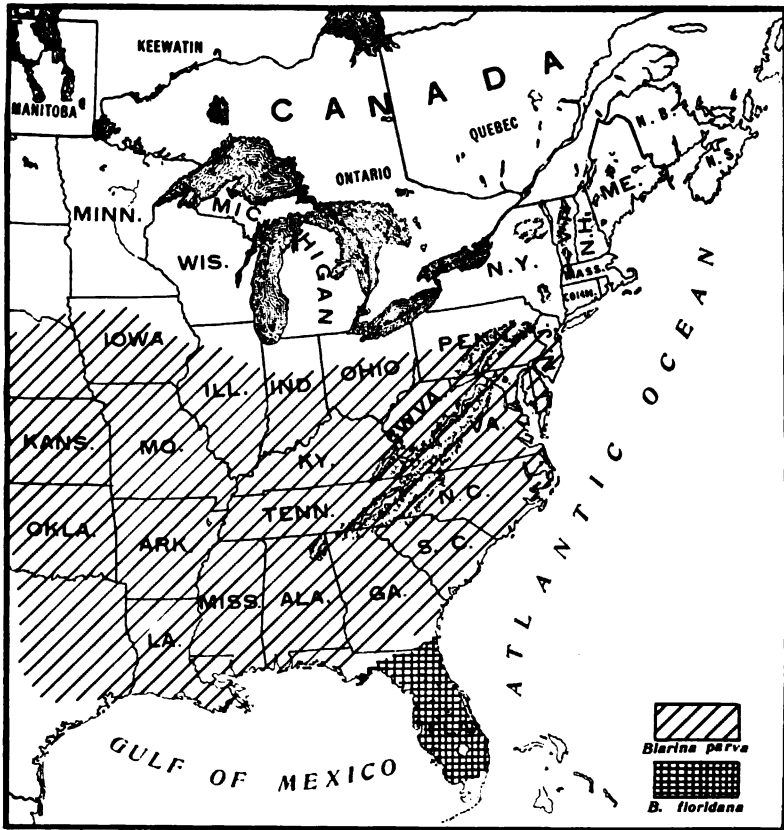 KEEWATIN
MANITOBA
CANADA
QUEBEC
ONTARIO
N.B.
N.S.
ME.
MINN.
MICHIGAN
WIS.
N.Y.
N.H.
MASS.
IOWA
ILL.
IND
OHIO
W.VA.
VA.
KANS.
MO.
KY.
OKLA.
ARK.
TENN.
N.C.
S. C.
MISS.
ALA.
GA.
LA.
ATLANTIC OCEAN
GULF OF MEXICO
Blarina parva
B. floridana